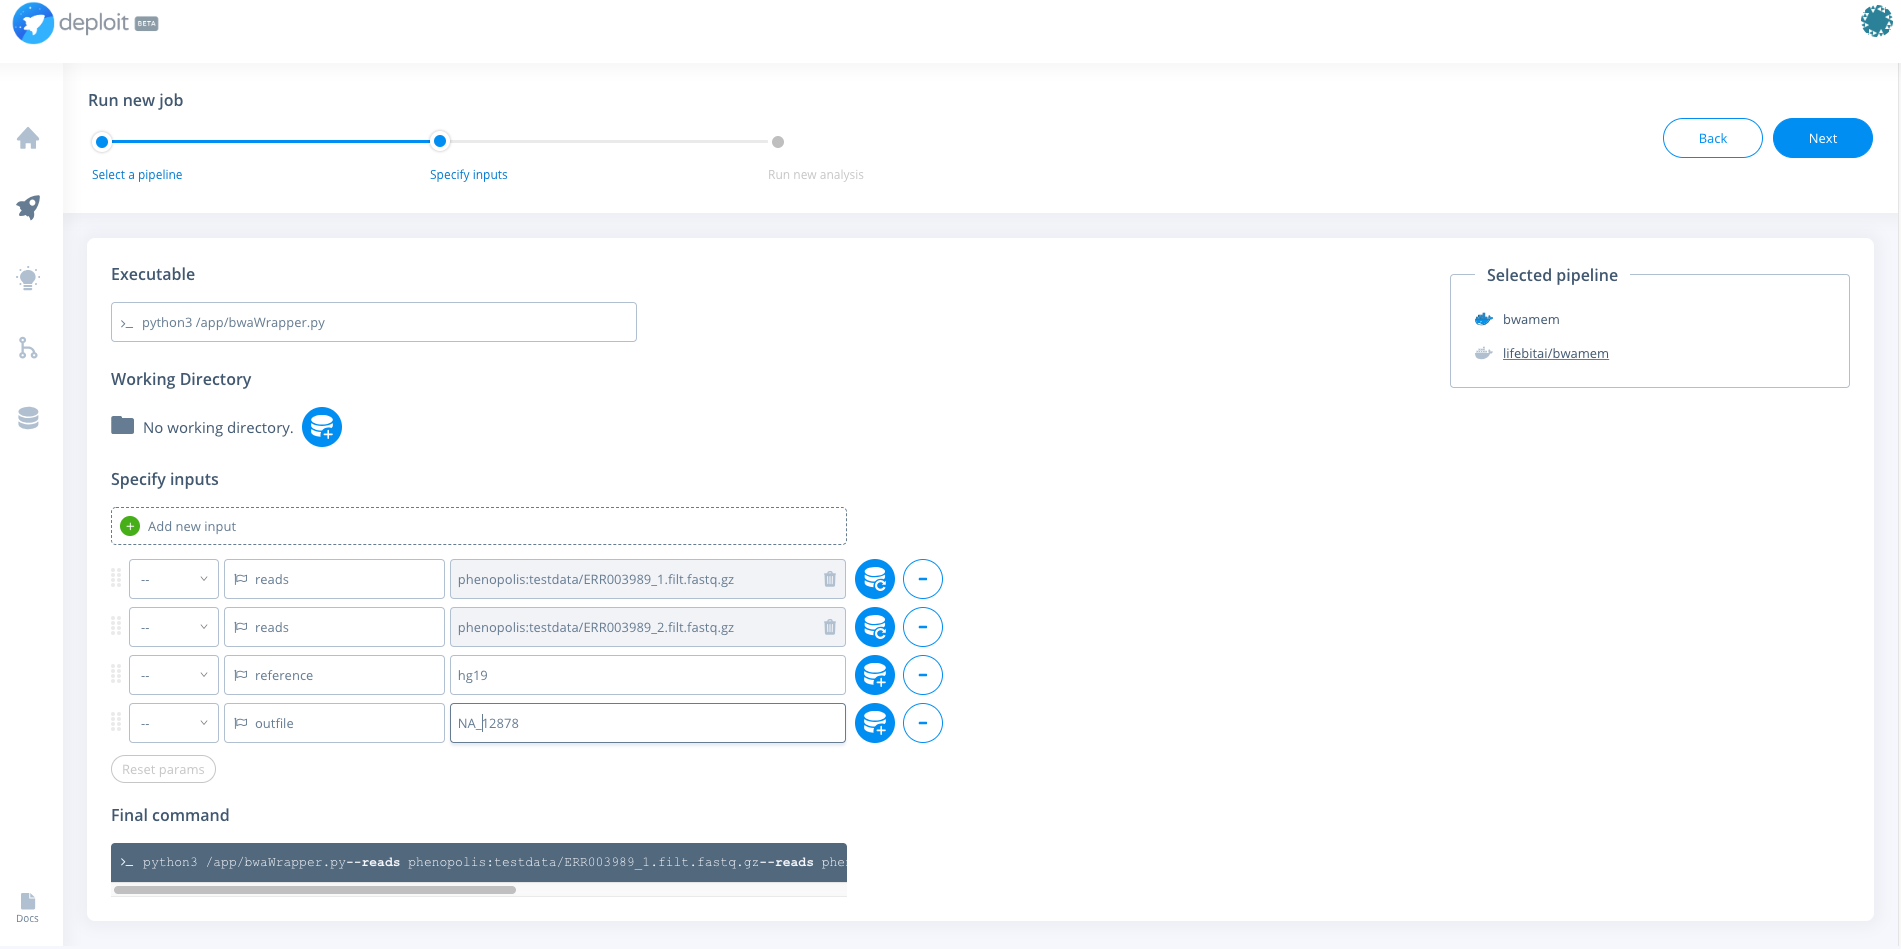 deploit BETA
Run new job
Select a pipeline
Specify inputs
Run new analysis
Back
Next
Executable
>_ python3 /app/bwaWrapper.py
Selected pipeline
bwamem
lifebitai/bwamem
Working Directory
No working directory.
Specify inputs
+ Add new input
-- reads phenopolis:testdata/ERR003989_1.filt.fastq.gz
-- reads phenopolis:testdata/ERR003989_2.filt.fastq.gz
-- reference hg19
-- outfile NA_12878
Reset params
Final command
>_ python3 /app/bwaWrapper.py--reads phenopolis:testdata/ERR003989_1.filt.fastq.gz--reads phe
Docs